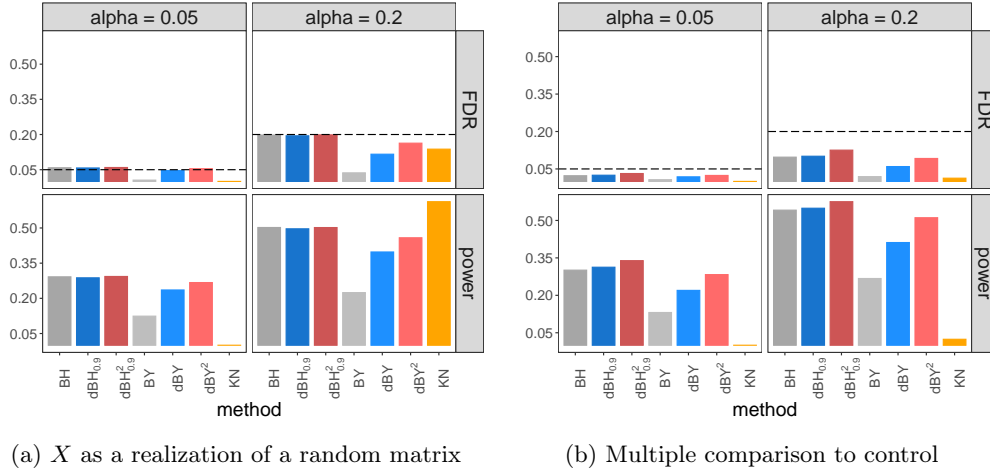 alpha = 0.05 alpha = 0.2 alpha = 0.05 alpha = 0.2
0.50
0.35
0.20
0.05
FDR
0.50
0.35
0.20
0.05
FDR
0.50
0.35
0.20
0.05
power
0.50
0.35
0.20
0.05
power
BH dBH0.9 dBH²0.9 BY dBY dBY² KN BH dBH0.9 dBH²0.9 BY dBY dBY² KN
BH dBH0.9 dBH²0.9 BY dBY dBY² KN BH dBH0.9 dBH²0.9 BY dBY dBY² KN
method method
(a) X as a realization of a random matrix
(b) Multiple comparison to control